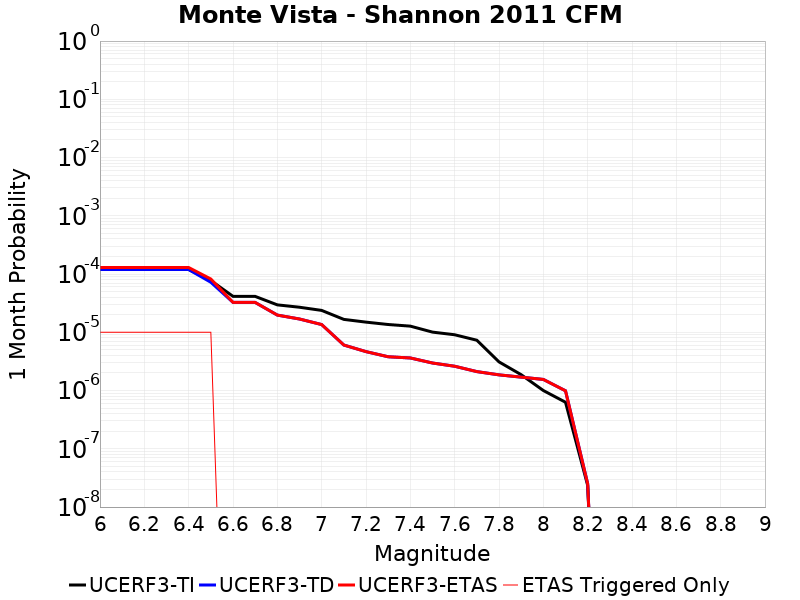 Monte Vista - Shannon 2011 CFM
10^0
10^-1
10^-2
10^-3
10^-4
10^-5
10^-6
10^-7
10^-8
1 Month Probability
6 6.2 6.4 6.6 6.8 7 7.2 7.4 7.6 7.8 8 8.2 8.4 8.6 8.8 9
Magnitude
UCERF3-TI UCERF3-TD UCERF3-ETAS ETAS Triggered Only